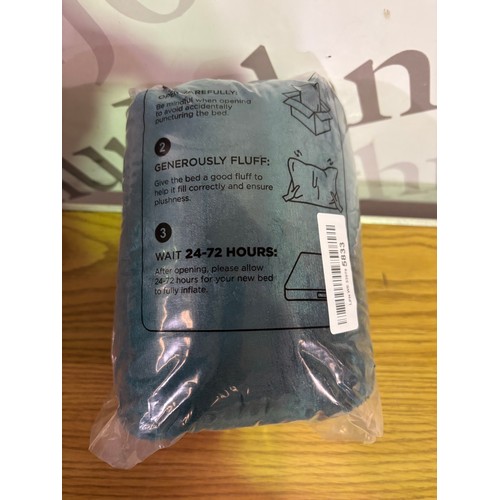 CAREFULLY:
Be mindful when opening
to avoid accidentally
puncturing the bed.
2
GENEROUSLY FLUFF:
Give the bed a good fluff to
help it fill correctly and ensure
plushness.
3
WAIT 24-72 HOURS:
After opening, please allow
24-72 hours for your new bed
to fully inflate.
5833